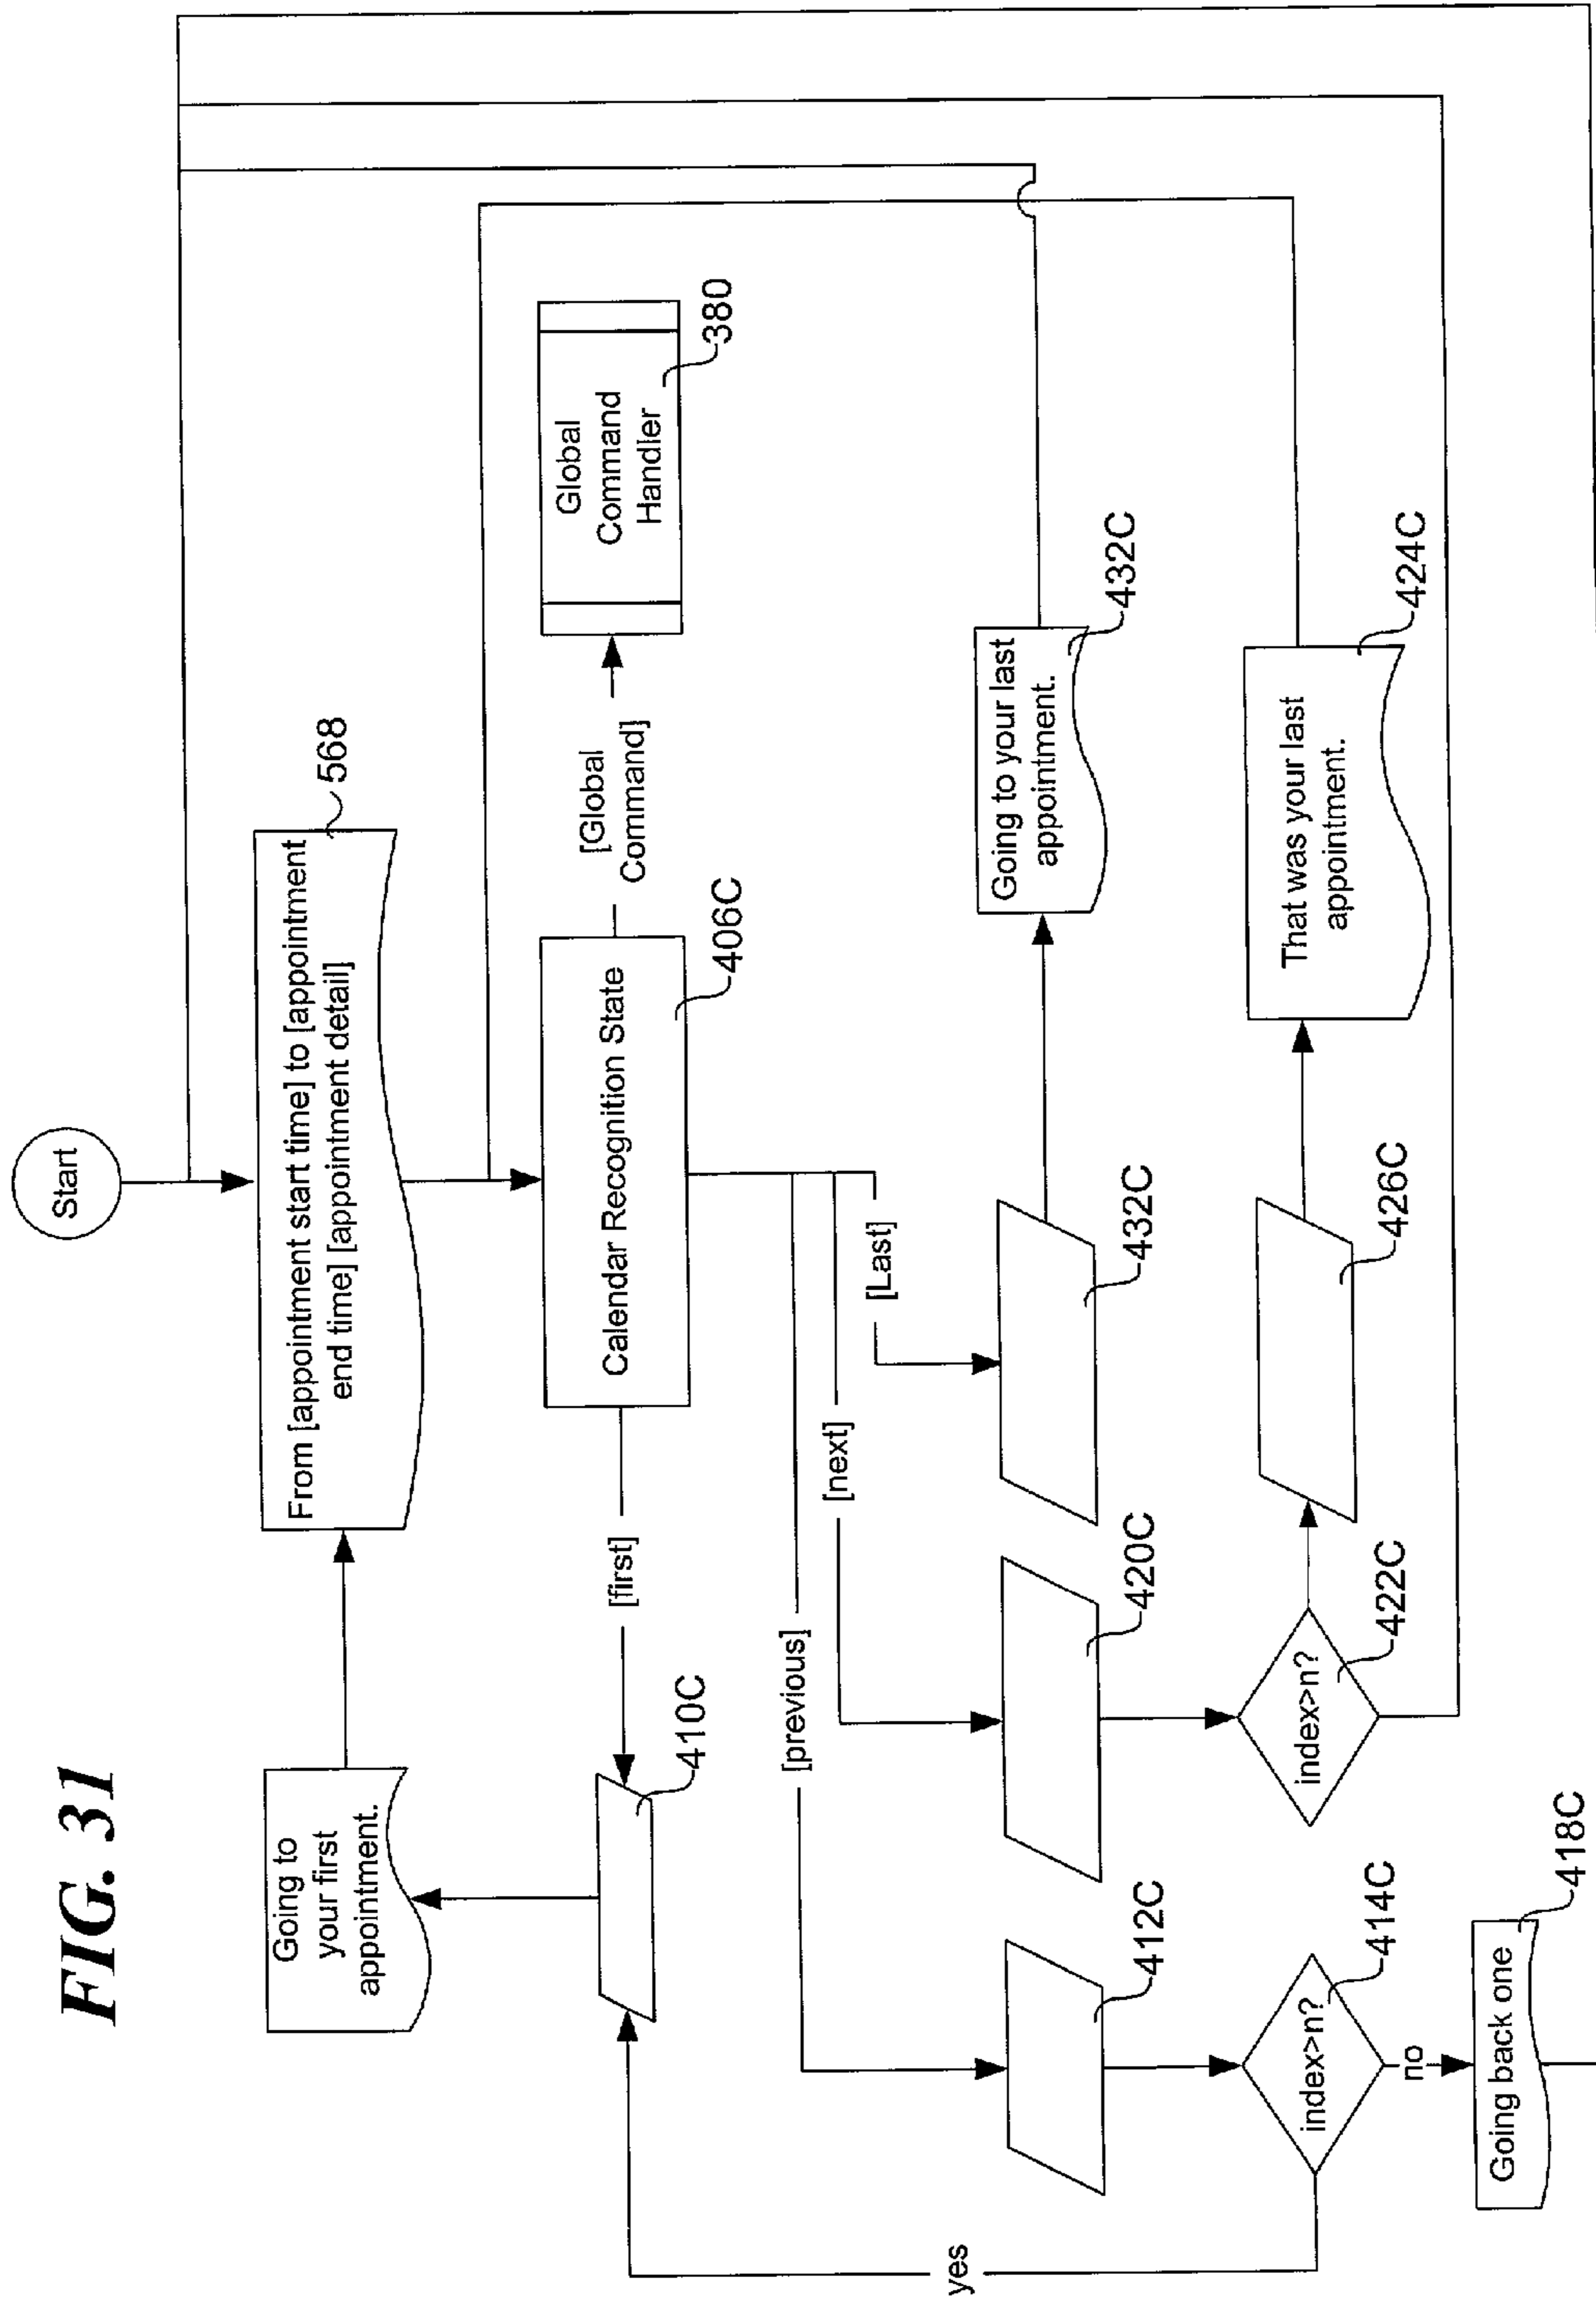 FIG. 31
Start
From [appointment start time] to [appointment
end time] [appointment detail]
568
Going to
your first
appointment.
Calendar Recognition State
406C
[Global
Command]
Global
Command
Handler
380
[first]
410C
[previous]
[next]
[Last]
412C
420C
432C
Going to your last
appointment.
432C
index>n?
414C
index>n?
422C
426C
That was your last
appointment.
424C
yes
no
Going back one
418C